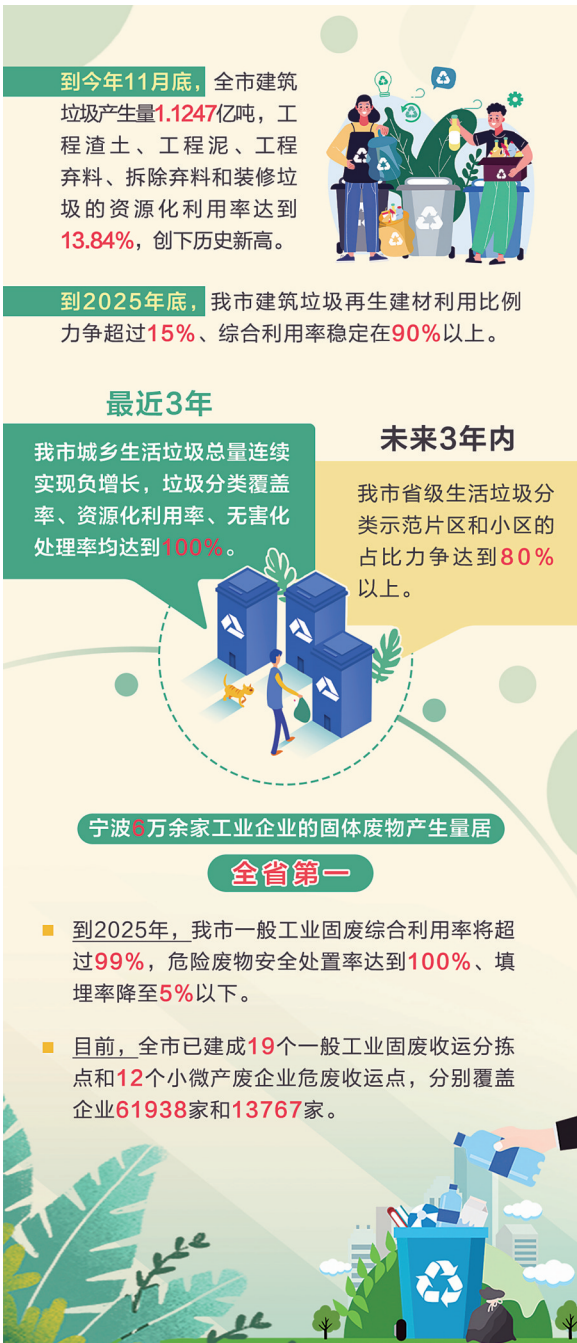 到今年11月底，全市建筑
垃圾产生量1.1247亿吨，工
程渣土、工程泥、工程
弃料、拆除弃料和装修垃
圾的资源化利用率达到
13.84%，创下历史新高。
到2025年底，我市建筑垃圾再生建材利用比例
力争超过15%、综合利用率稳定在90%以上。
最近3年
我市城乡生活垃圾总量连续
实现负增长，垃圾分类覆盖
率、资源化利用率、无害化
处理率均达到100%。
未来3年内
我市省级生活垃圾分
类示范片区和小区的
占比力争达到80%
以上。
宁波6万余家工业企业的固体废物产生量居
全省第一
到2025年，我市一般工业固废综合利用率将超
过99%，危险废物安全处置率达到100%、填
埋率降至5%以下。
目前，全市已建成19个一般工业固废收运分拣
点和12个小微产废企业危废收运点，分别覆盖
企业61938家和13767家。